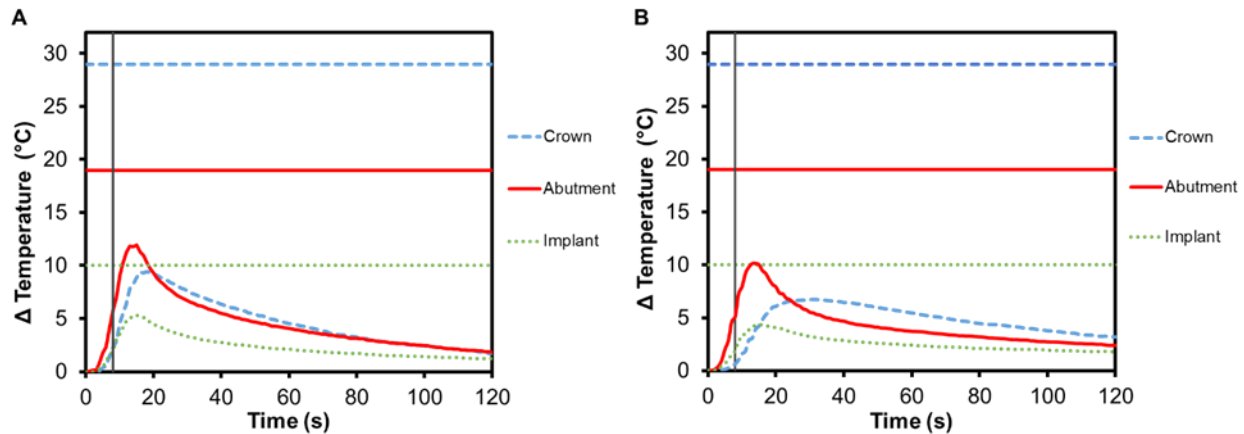 A
Δ Temperature (°C)
30
25
20
15
10
5
0
0 20 40 60 80 100 120
Time (s)
Crown
Abutment
Implant
B
Δ Temperature (°C)
30
25
20
15
10
5
0
0 20 40 60 80 100 120
Time (s)
Crown
Abutment
Implant